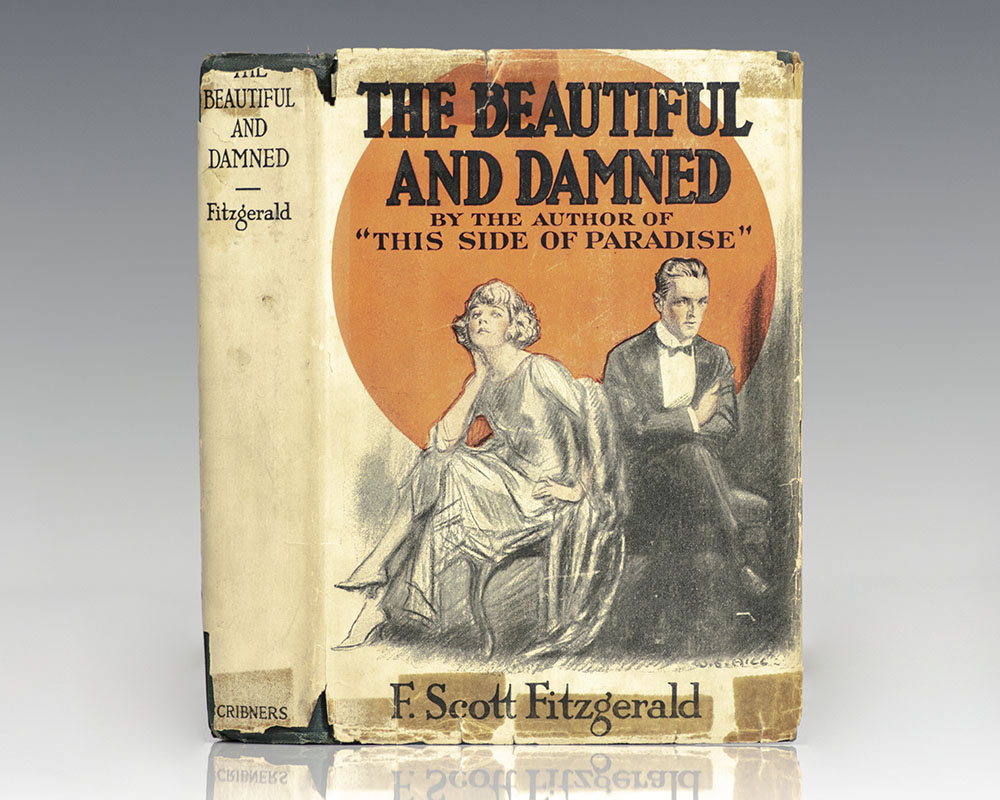 THE
BEAUTIFUL
AND
DAMNED
Fitzgerald
CRIBNERS
THE BEAUTIFUL
AND DAMNED
BY THE AUTHOR OF
“THIS SIDE OF PARADISE”
F. Scott Fitzgerald